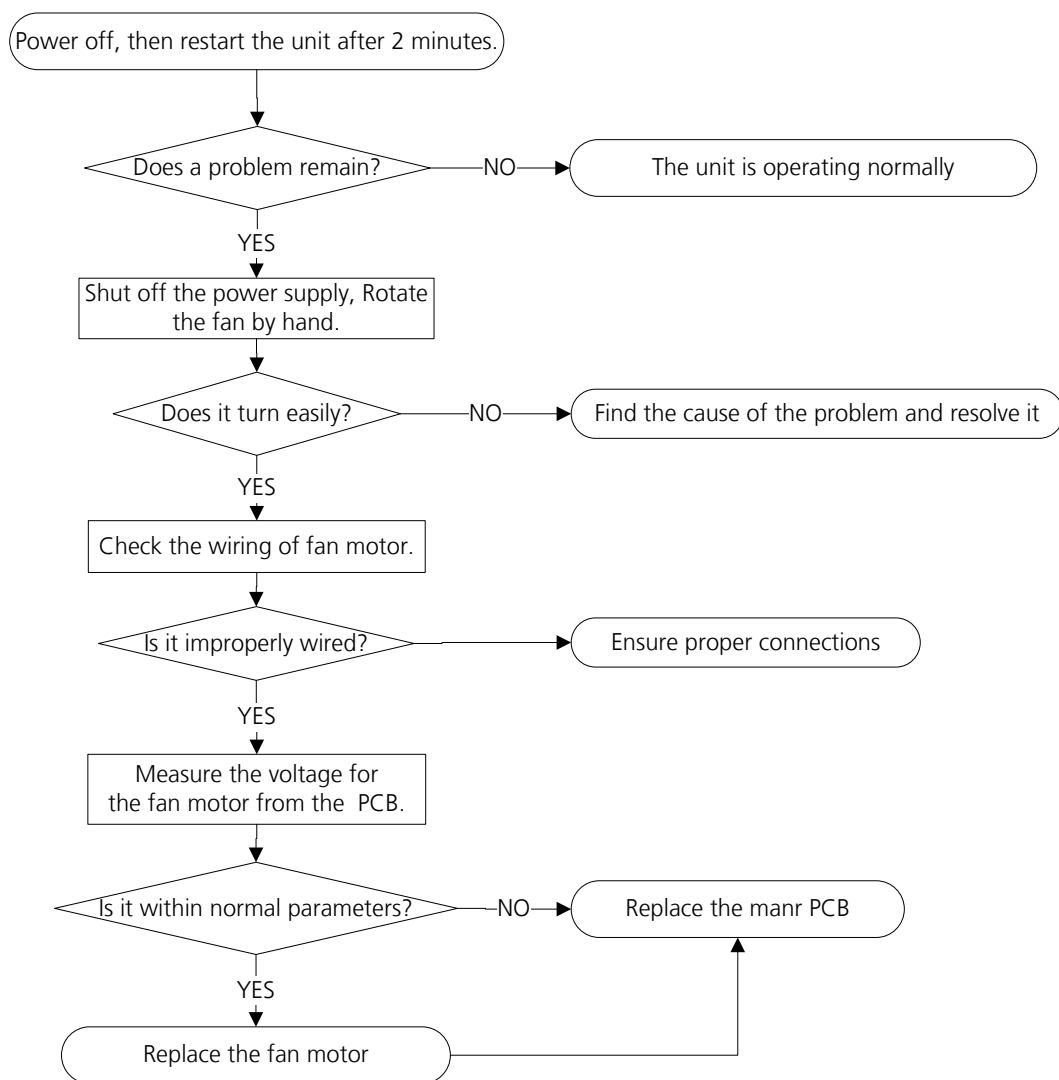 Power off, then restart the unit after 2 minutes.
Does a problem remain?
NO
The unit is operating normally
YES
Shut off the power supply, Rotate
the fan by hand.
Does it turn easily?
NO
Find the cause of the problem and resolve it
YES
Check the wiring of fan motor.
Is it improperly wired?
Ensure proper connections
YES
Measure the voltage for
the fan motor from the PCB.
Is it within normal parameters?
NO
Replace the manr PCB
YES
Replace the fan motor